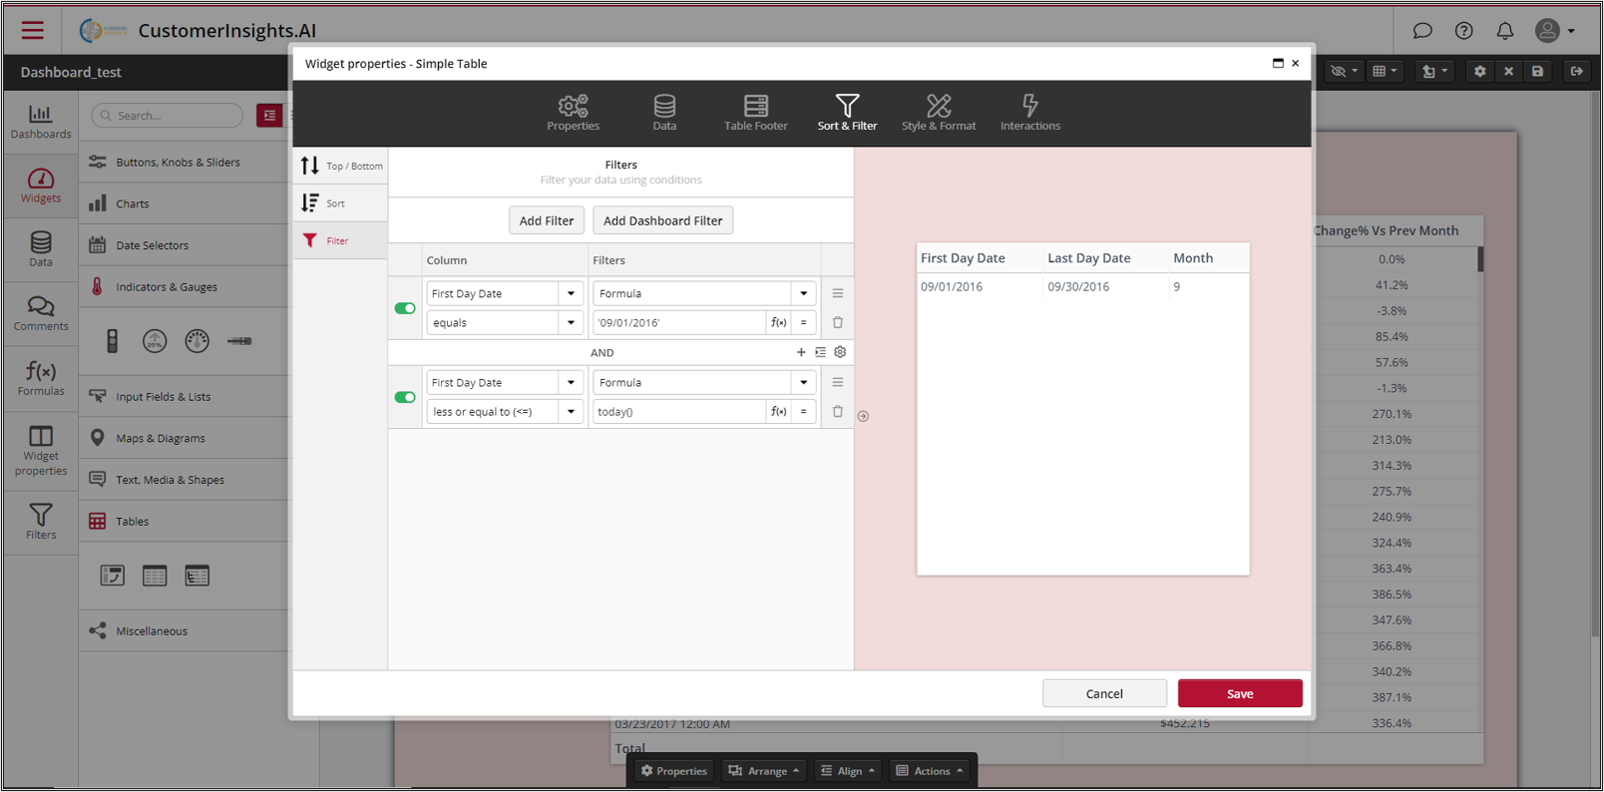 CustomerInsights.AI
Dashboard_test
Widget properties - Simple Table
Properties
Data
Table Footer
Sort & Filter
Style & Format
Interactions
Dashboards
Widgets
Data
Comments
Formulas
Widget
properties
Filters
Search...
Buttons, Knobs & Sliders
Charts
Date Selectors
Indicators & Gauges
Input Fields & Lists
Maps & Diagrams
Text, Media & Shapes
Tables
Miscellaneous
Top / Bottom
Sort
Filter
Filters
Filter your data using conditions
Add Filter
Add Dashboard Filter
Column
Filters
First Day Date
Formula
equals
'09/01/2016'
f(x)
=
AND
First Day Date
Formula
less or equal to (<=)
today()
f(x)
=
First Day Date
Last Day Date
Month
09/01/2016
09/30/2016
9
Cancel
Save
Change% Vs Prev Month
0.0%
41.2%
-3.8%
85.4%
57.6%
-1.3%
270.1%
213.0%
314.3%
275.7%
240.9%
324.4%
363.4%
386.5%
347.6%
366.8%
340.2%
387.1%
03/23/2017 12:00 AM
$452,215
336.4%
Total
Properties
Arrange
Align
Actions